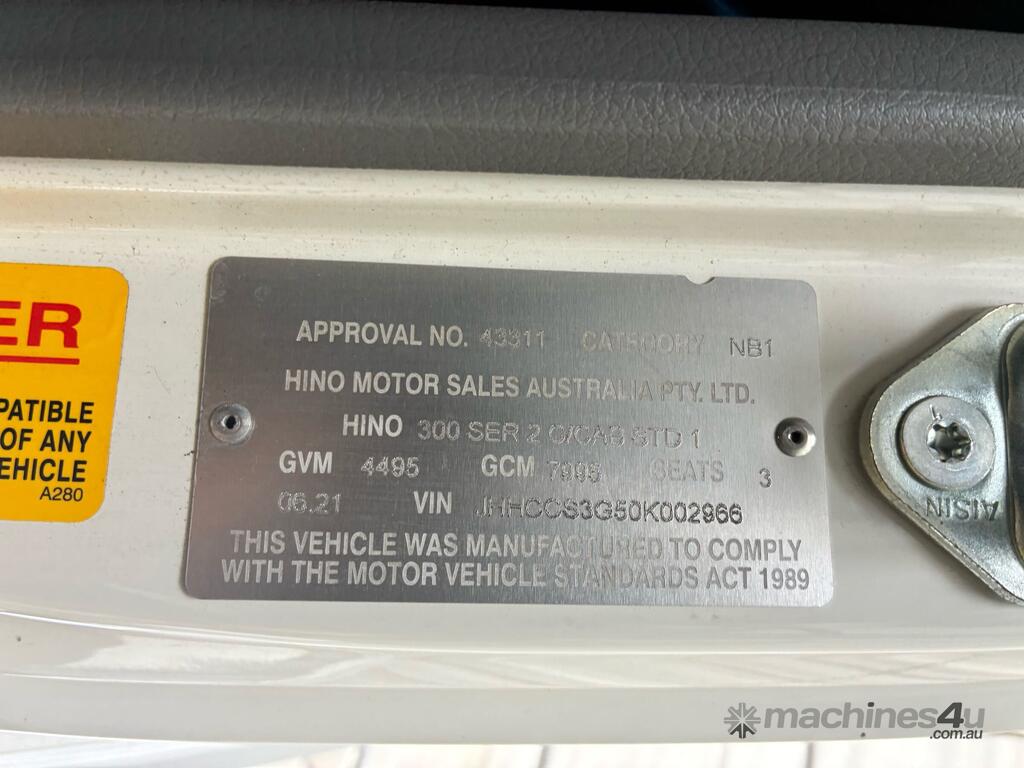 ER
PATIBLE
OF ANY
EHICLE
A280
APPROVAL NO. 43311 CATEGORY NB1
HINO MOTOR SALES AUSTRALIA PTY. LTD.
HINO 300 SER 2 C/CAB STD 1
GVM 4495 GCM 7995 SEATS 3
06.21 VIN JHHCCS3G50K002966
THIS VEHICLE WAS MANUFACTURED TO COMPLY
WITH THE MOTOR VEHICLE STANDARDS ACT 1989
AISIN
machines4u
.com.au